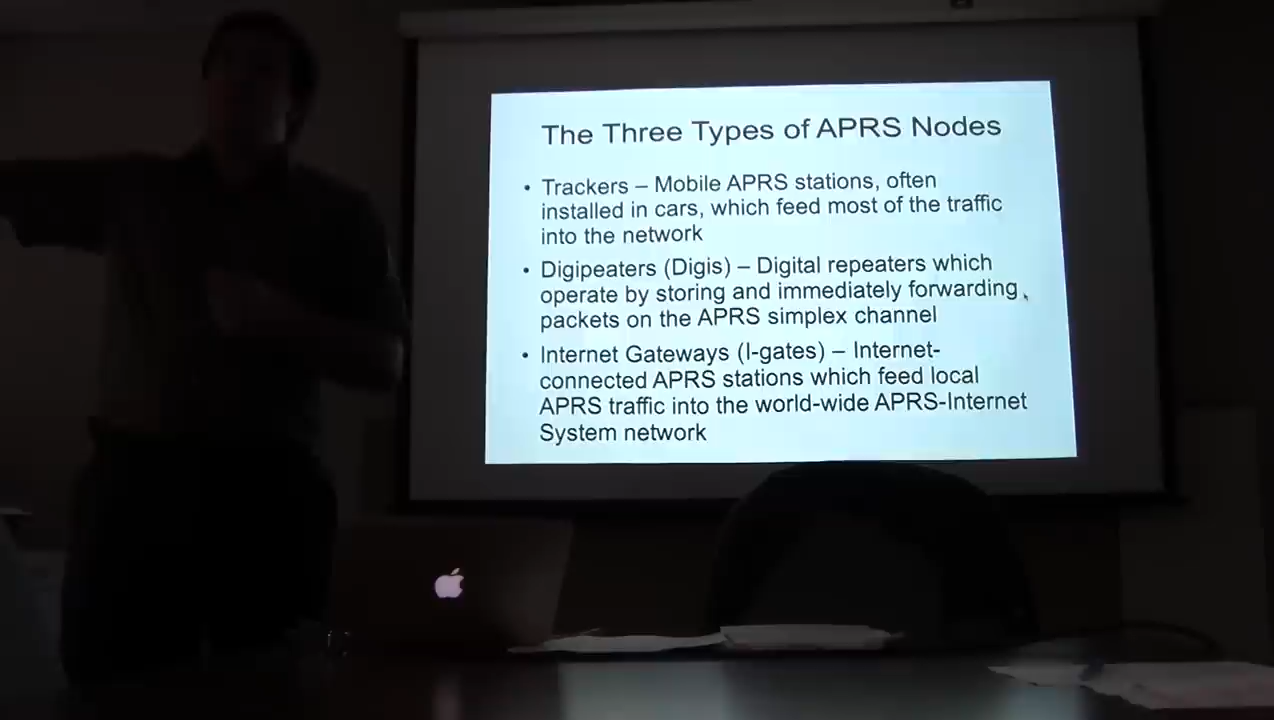 The Three Types of APRS Nodes
• Trackers – Mobile APRS stations, often
installed in cars, which feed most of the traffic
into the network
• Digipeaters (Digis) – Digital repeaters which
operate by storing and immediately forwarding
packets on the APRS simplex channel
• Internet Gateways (I-gates) – Internet-
connected APRS stations which feed local
APRS traffic into the world-wide APRS-Internet
System network